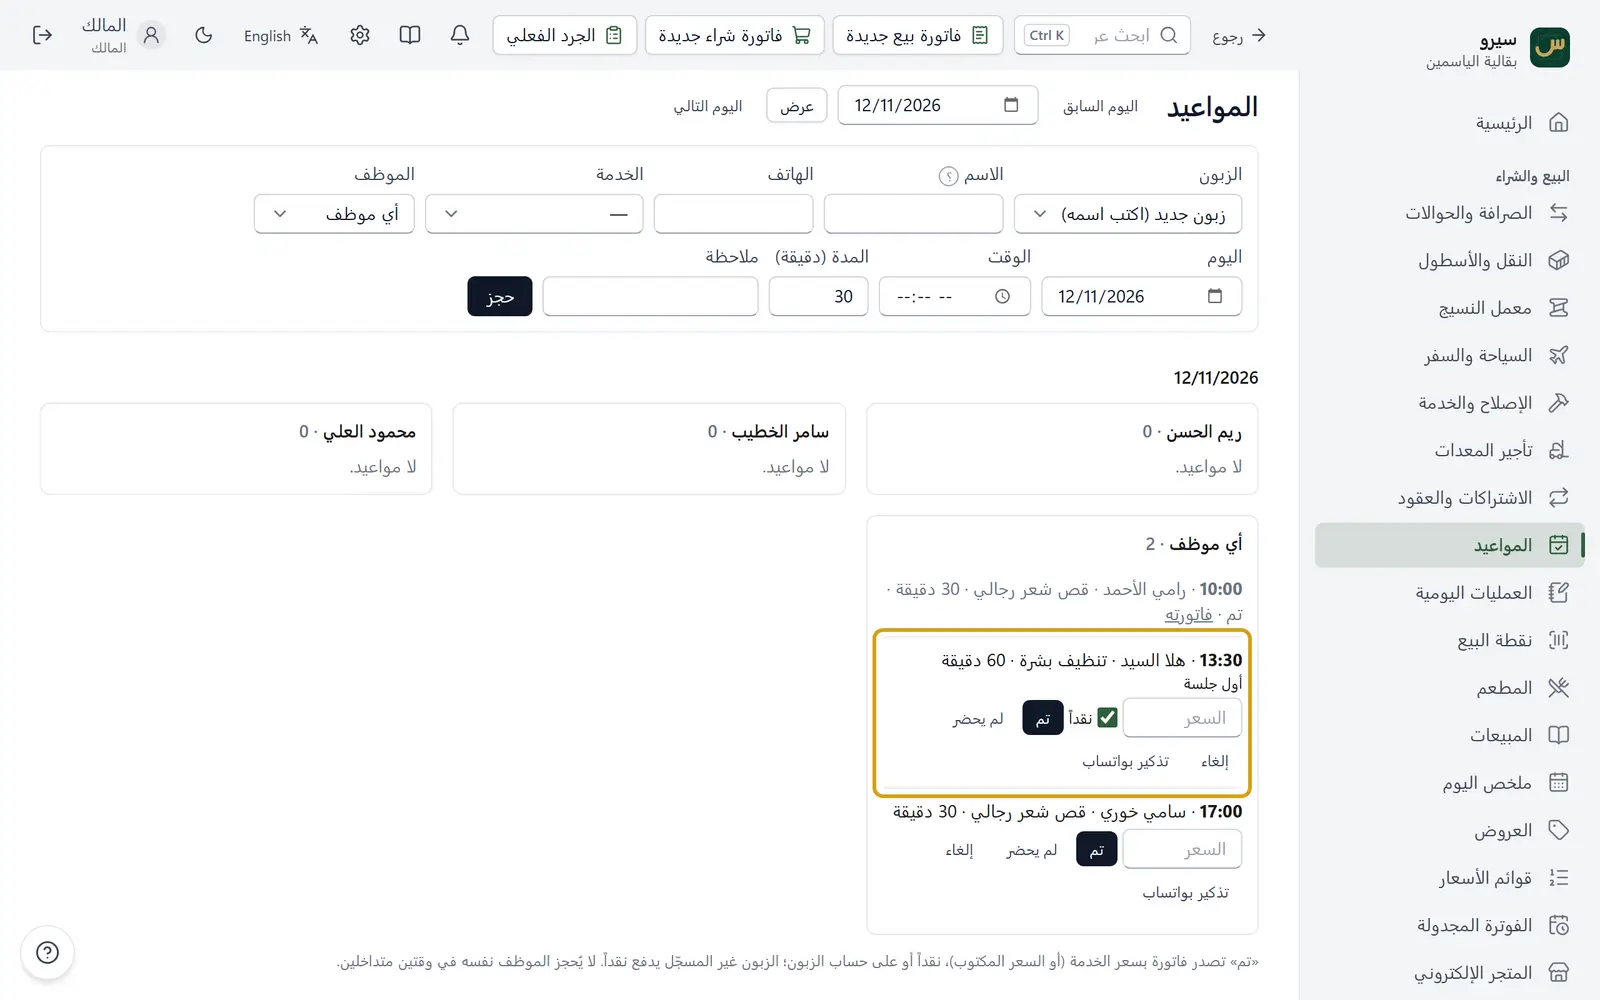 سيرو
بقالية الياسمين
الرئيسية
البيع والشراء
الصرافة والحوالات
النقل والأسطول
معمل النسيج
السياحة والسفر
الإصلاح والخدمة
تأجير المعدات
الاشتراكات والعقود
المواعيد
العمليات اليومية
نقطة البيع
المطعم
المبيعات
ملخص اليوم
العروض
قوائم الأسعار
الفوترة المجدولة
المتجر الإلكتروني
رجوع
ابحث عر Ctrl K
فاتورة بيع جديدة
فاتورة شراء جديدة
الجرد الفعلي
English
المالك
المالك
المواعيد
اليوم السابق
12/11/2026
عرض
اليوم التالي
الزبون
الاسم ؟
الهاتف
الخدمة
الموظف
زبون جديد (اكتب اسمه)
—
أي موظف
اليوم
الوقت
المدة (دقيقة)
ملاحظة
12/11/2026
--:-- --
30
حجز
12/11/2026
ريم الحسن · 0
لا مواعيد.
سامر الخطيب · 0
لا مواعيد.
محمود العلي · 0
لا مواعيد.
أي موظف · 2
10:00 · رامي الأحمد · قص شعر رجالي · 30 دقيقة ·
تم · فاتورته
13:30 · هلا السيد · تنظيف بشرة · 60 دقيقة
أول جلسة
السعر نقداً تم لم يحضر
إلغاء تذكير بواتساب
17:00 · سامي خوري · قص شعر رجالي · 30 دقيقة
السعر تم لم يحضر إلغاء
تذكير بواتساب
«تم» تصدر فاتورة بسعر الخدمة (أو السعر المكتوب)، نقداً أو على حساب الزبون؛ الزبون غير المسجّل يدفع نقداً. لا يُحجز الموظف نفسه في وقتين متداخلين.